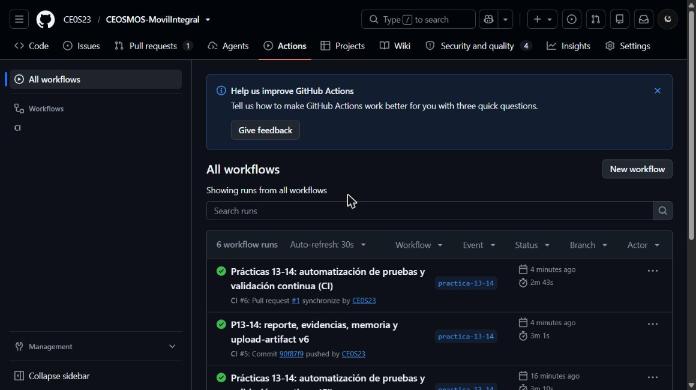 CE0S23 / CEOSMOS-MovilIntegral
Type / to search
Code Issues Pull requests 1 Agents Actions Projects Wiki Security and quality 4 Insights Settings
All workflows
Workflows
CI
Management
Collapse sidebar
Help us improve GitHub Actions
Tell us how to make GitHub Actions work better for you with three quick questions.
Give feedback
All workflows
New workflow
Showing runs from all workflows
Search runs
6 workflow runs Auto-refresh: 30s Workflow Event Status Branch Actor
Prácticas 13-14: automatización de pruebas y
validación continua (CI)
CI #6: Pull request #1 synchronize by CE0S23
practica-13-14
4 minutes ago
2m 43s
P13-14: reporte, evidencias, memoria y
upload-artifact v6
CI #5: Commit 90f87f9 pushed by CE0S23
practica-13-14
4 minutes ago
3m 1s
Prácticas 13-14: automatización de pruebas y
practica-13-14
16 minutes ago